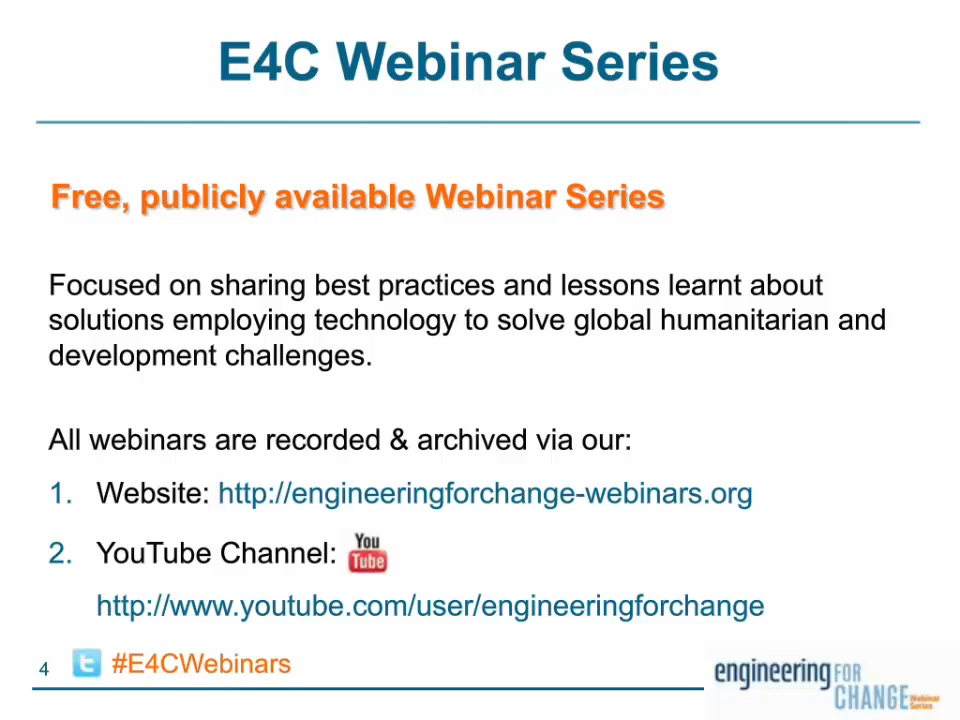 E4C Webinar Series
Free, publicly available Webinar Series
Focused on sharing best practices and lessons learnt about
solutions employing technology to solve global humanitarian and
development challenges.
All webinars are recorded & archived via our:
1. Website: http://engineeringforchange-webinars.org
2. YouTube Channel: You
Tube
http://www.youtube.com/user/engineeringforchange
4 t #E4CWebinars
engineering FOR
CHANGE Webinar
Series